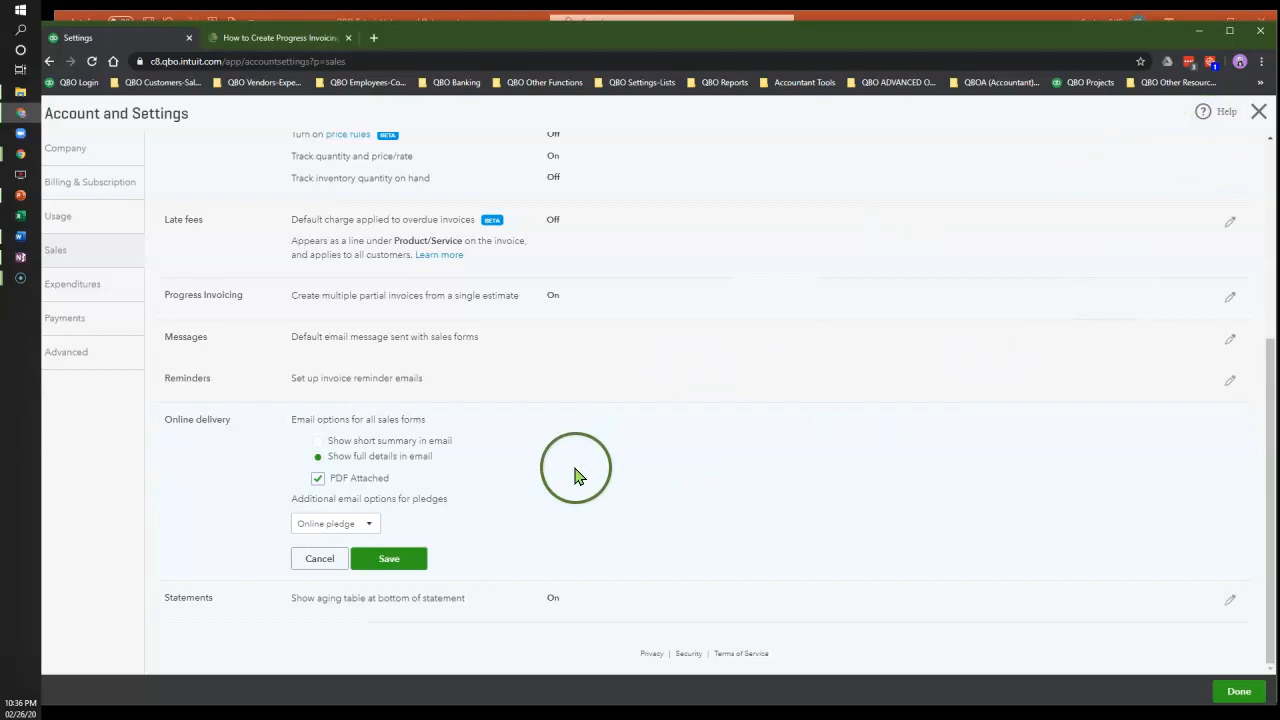 Settings
How to Create Progress Invoicin
c8.qbo.intuit.com/app/accountsettings?p=sales
QBO Intuit
QBO Customers-Sal...
QBO Vendors-Expe...
QBO Employees-Co...
QBO Banking
QBO Other Functions
QBO Settings-Lists
QBO Reports
Accountant Tools
QBO ADVANCED O...
QBOA (Accountant)...
QBO Projects
QBO Other Resourc...
Account and Settings
Help
Company
Billing & Subscription
Usage
Sales
Expenditures
Payments
Advanced
Turn on price rules BETA Off
Track quantity and price/rate On
Track inventory quantity on hand Off
Late fees Default charge applied to overdue invoices BETA Off
Appears as a line under Product/Service on the invoice,
and applies to all customers. Learn more
Progress Invoicing Create multiple partial invoices from a single estimate On
Messages Default email message sent with sales forms
Reminders Set up invoice reminder emails
Online delivery Email options for all sales forms
Show short summary in email
Show full details in email
PDF Attached
Additional email options for pledges
Online pledge
Cancel Save
Statements Show aging table at bottom of statement On
Privacy | Security | Terms of Service
Done
10:36 PM
02/26/20